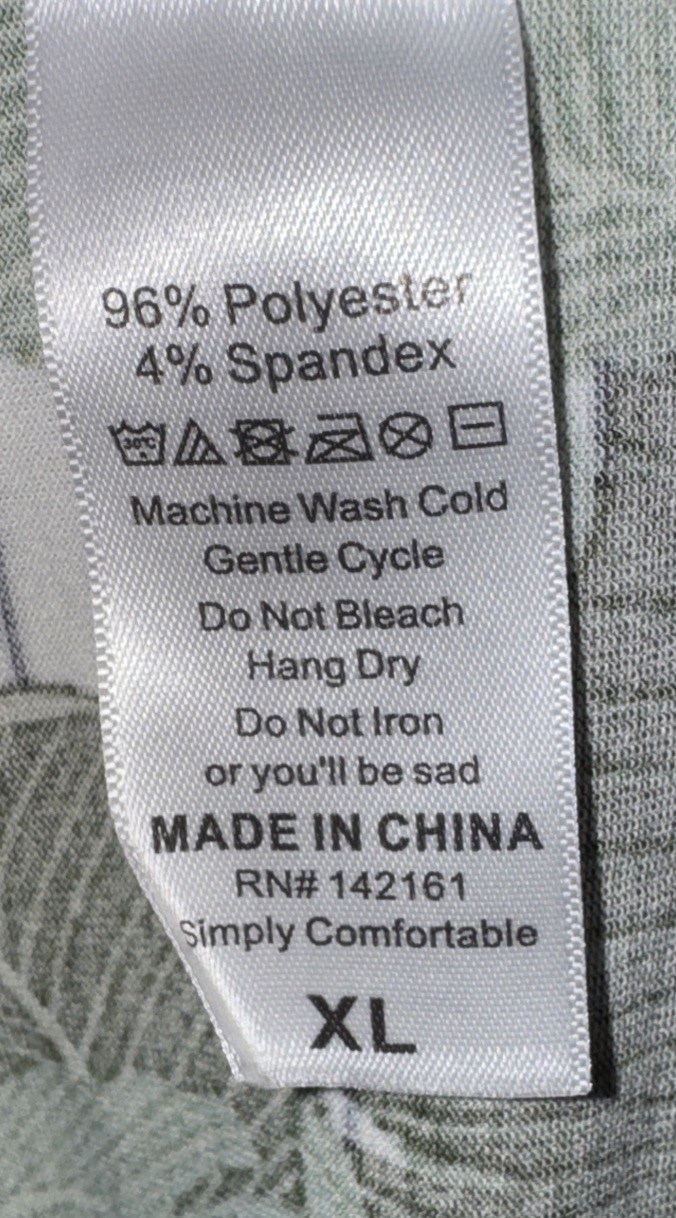 96% Polyester
4% Spandex
30°C
Machine Wash Cold
Gentle Cycle
Do Not Bleach
Hang Dry
Do Not Iron
or you'll be sad
MADE IN CHINA
RN# 142161
Simply Comfortable
XL